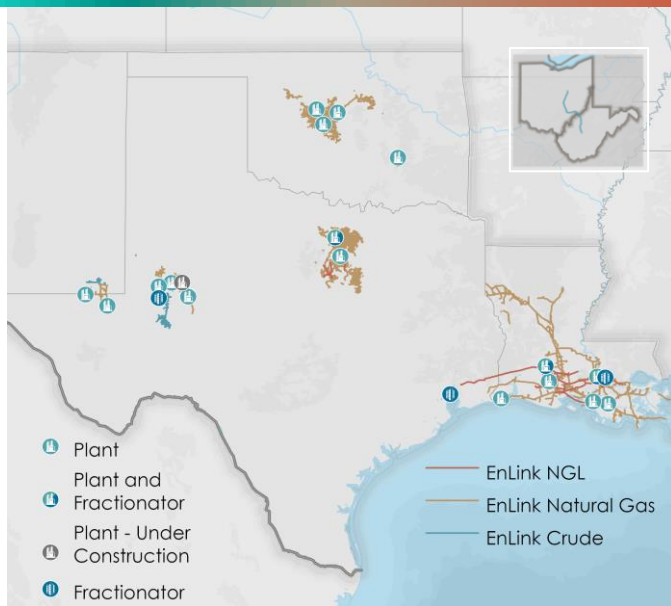 Plant
Plant and
Fractionator
Plant - Under
Construction
Fractionator
EnLink NGL
EnLink Natural Gas
EnLink Crude